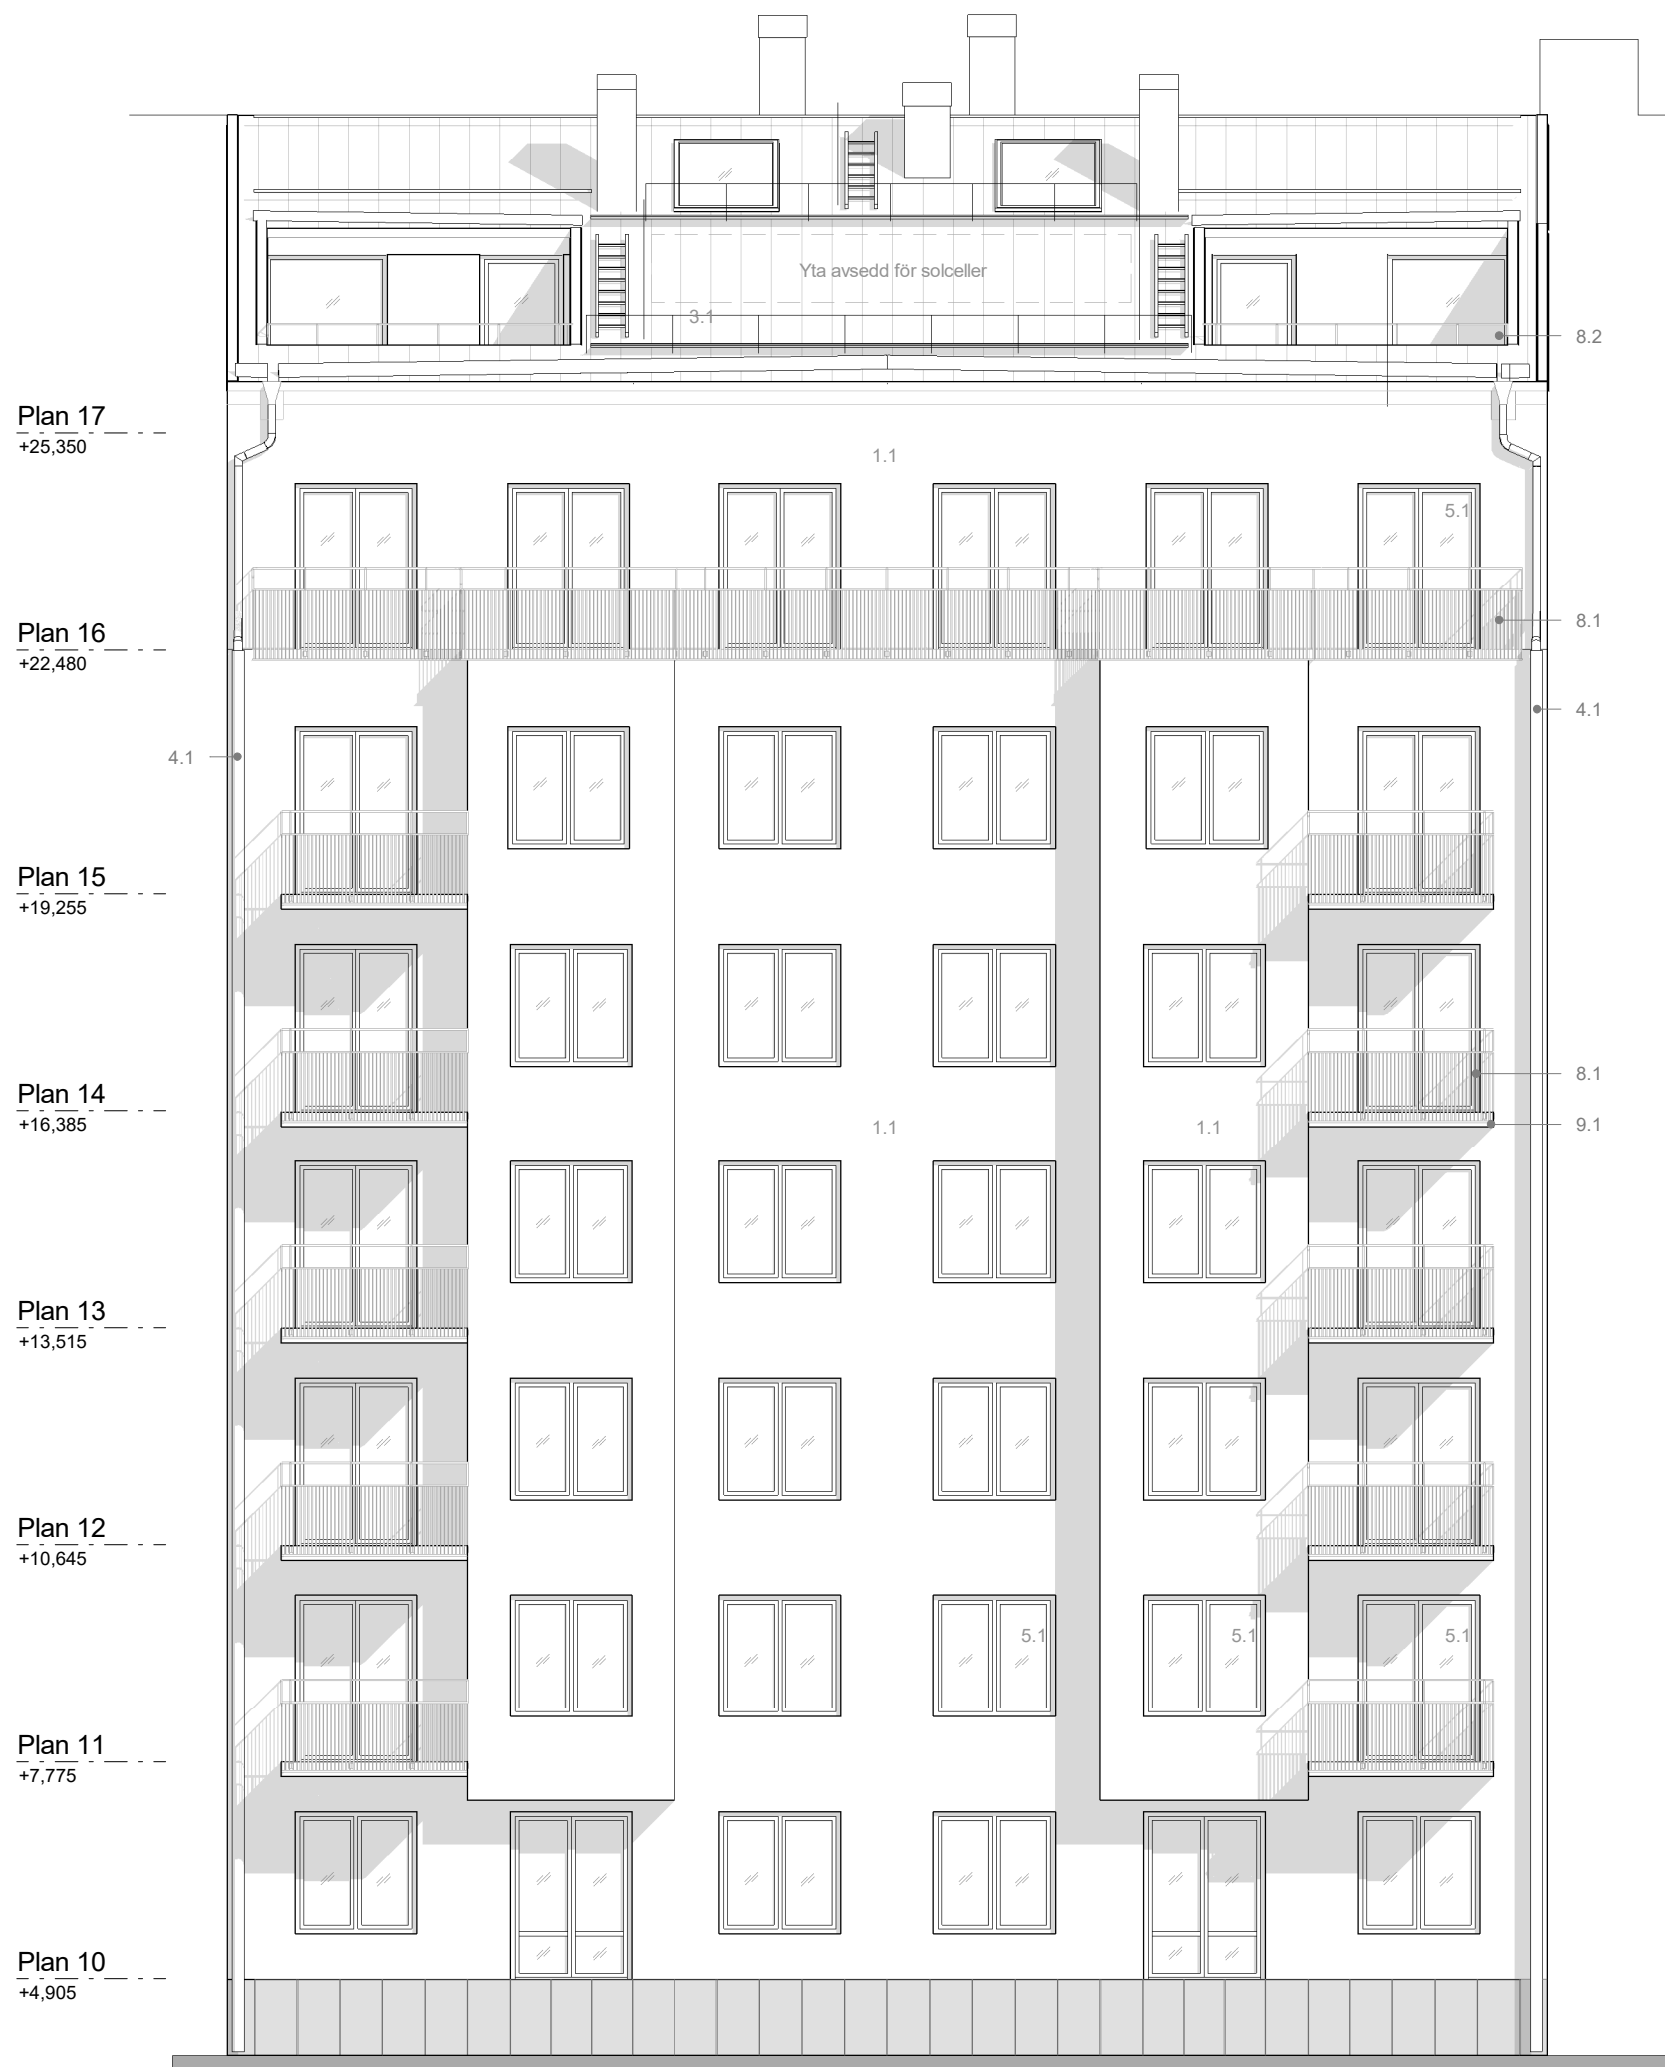 Yta avsedd för solceller
3.1
8.2
Plan 17
+25,350
1.1
5.1
8.1
Plan 16
+22,480
4.1
4.1
Plan 15
+19,255
8.1
Plan 14
+16,385
1.1
1.1
9.1
Plan 13
+13,515
Plan 12
+10,645
5.1
5.1
5.1
Plan 11
+7,775
Plan 10
+4,905